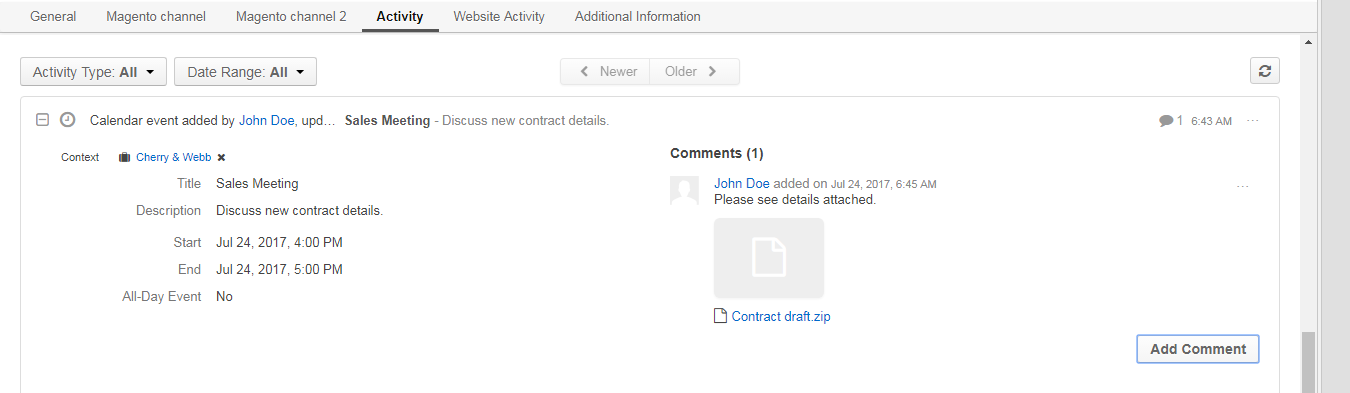 General Magento channel Magento channel 2 Activity Website Activity Additional Information
Activity Type: All Date Range: All Newer Older
Calendar event added by John Doe, upd... Sales Meeting - Discuss new contract details. 1 6:43 AM ...
Context Cherry & Webb
Title Sales Meeting
Description Discuss new contract details.
Start Jul 24, 2017, 4:00 PM
End Jul 24, 2017, 5:00 PM
All-Day Event No
Comments (1)
John Doe added on Jul 24, 2017, 6:45 AM ...
Please see details attached.
Contract draft.zip
Add Comment